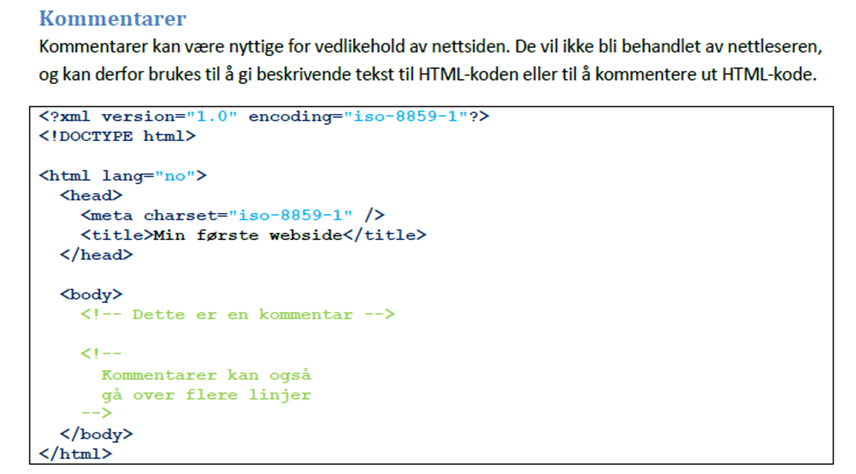 Kommentarer
Kommentarer kan være nyttige for vedlikehold av nettsiden. De vil ikke bli behandlet av nettleseren,
og kan derfor brukes til å gi beskrivende tekst til HTML-koden eller til å kommentere ut HTML-kode.
<?xml version="1.0" encoding="iso-8859-1"?>
<!DOCTYPE html>
<html lang="no">
<head>
<meta charset="iso-8859-1" />
<title>Min første webside</title>
</head>
<body>
<!-- Dette er en kommentar -->
<!--
Kommentarer kan også
gå over flere linjer
-->
</body>
</html>